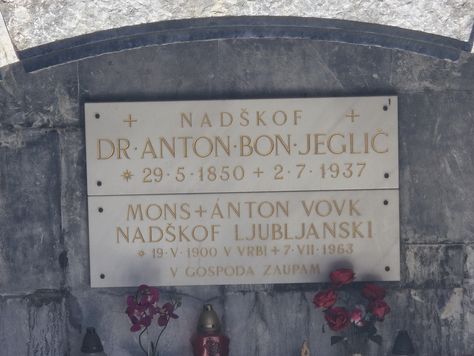 + NADŠKOF +
DR·ANTON·BON·JEGLIČ
* 29·5·1850 + 2·7·1937
MONS + ÁNTON VOVK
NADŠKOF LJUBLJANSKI
* 19·V·1900 V VRBI + 7·VII·1963
V GOSPODA ZAUPAM